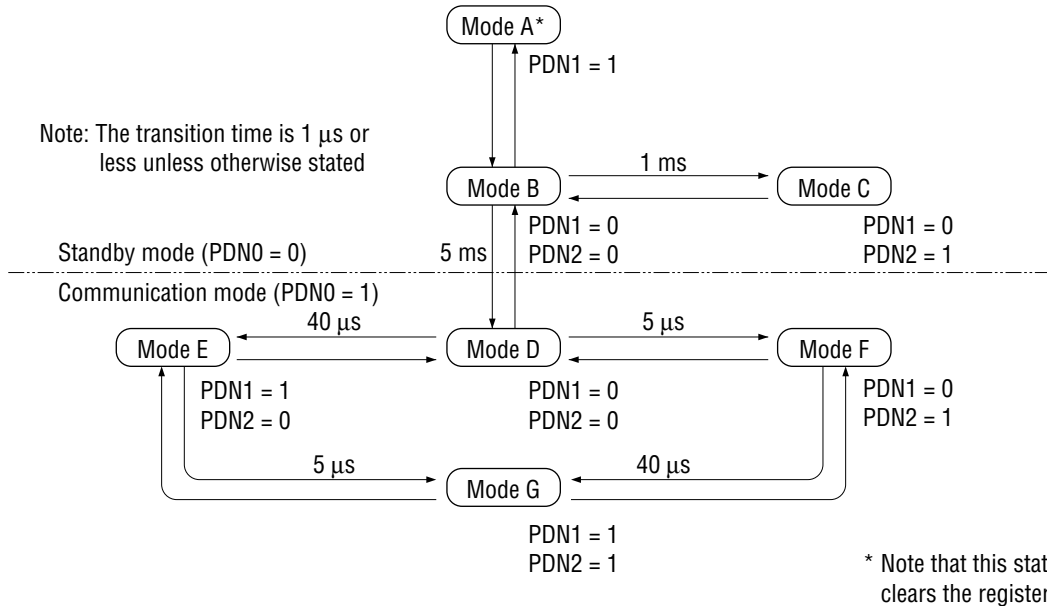 Mode A*
PDN1 = 1
Note: The transition time is 1 μs or
less unless otherwise stated
1 ms
Mode B
Mode C
PDN1 = 0
PDN2 = 0
PDN1 = 0
PDN2 = 1
Standby mode (PDN0 = 0)
5 ms
Communication mode (PDN0 = 1)
40 μs
5 μs
Mode E
Mode D
Mode F
PDN1 = 1
PDN2 = 0
PDN1 = 0
PDN2 = 0
PDN1 = 0
PDN2 = 1
5 μs
40 μs
Mode G
PDN1 = 1
PDN2 = 1
* Note that this stat
clears the register